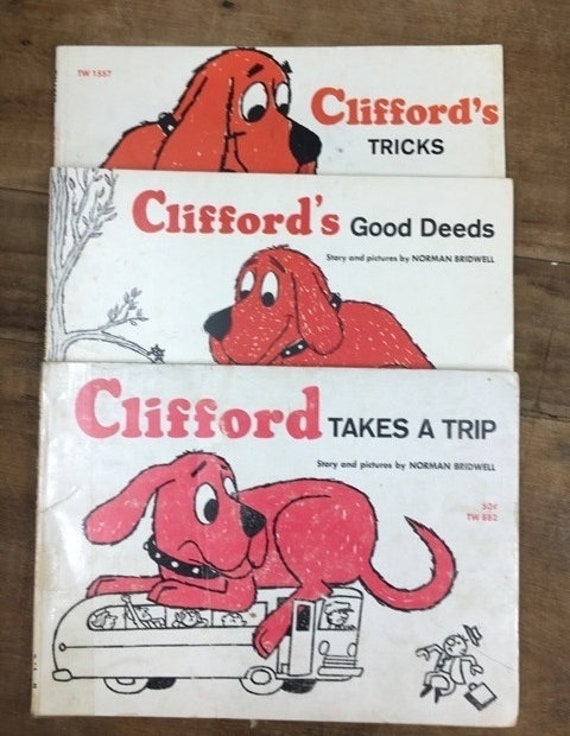 TW 1557
Clifford's
TRICKS
Clifford's Good Deeds
Story and pictures by NORMAN BRIDWELL
Clifford TAKES A TRIP
Story and pictures by NORMAN BRIDWELL
50¢
TW 882